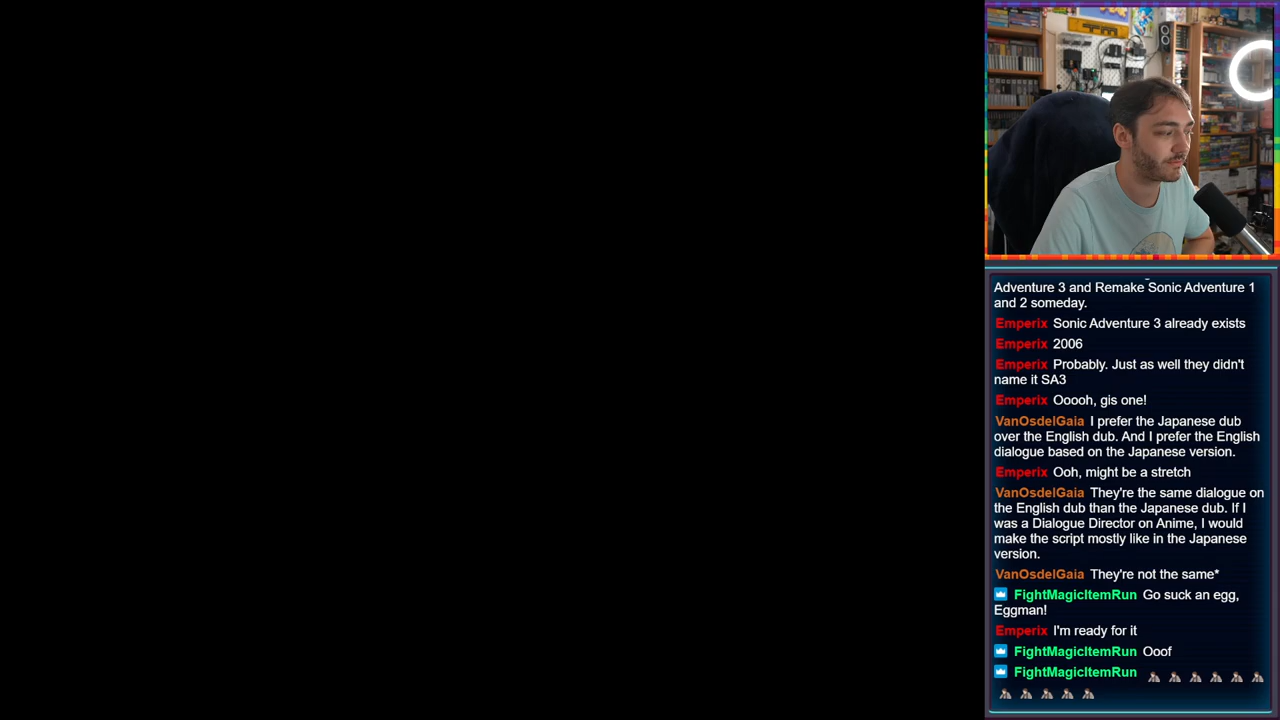 Adventure 3 and Remake Sonic Adventure 1
and 2 someday.
Emperix Sonic Adventure 3 already exists
Emperix 2006
Emperix Probably. Just as well they didn't
name it SA3
Emperix Ooooh, gis one!
VanOsdelGaia I prefer the Japanese dub
over the English dub. And I prefer the English
dialogue based on the Japanese version.
Emperix Ooh, might be a stretch
VanOsdelGaia They're the same dialogue on
the English dub than the Japanese dub. If I
was a Dialogue Director on Anime, I would
make the script mostly like in the Japanese
version.
VanOsdelGaia They're not the same*
FightMagicItemRun Go suck an egg,
Eggman!
Emperix I'm ready for it
FightMagicItemRun Ooof
FightMagicItemRun